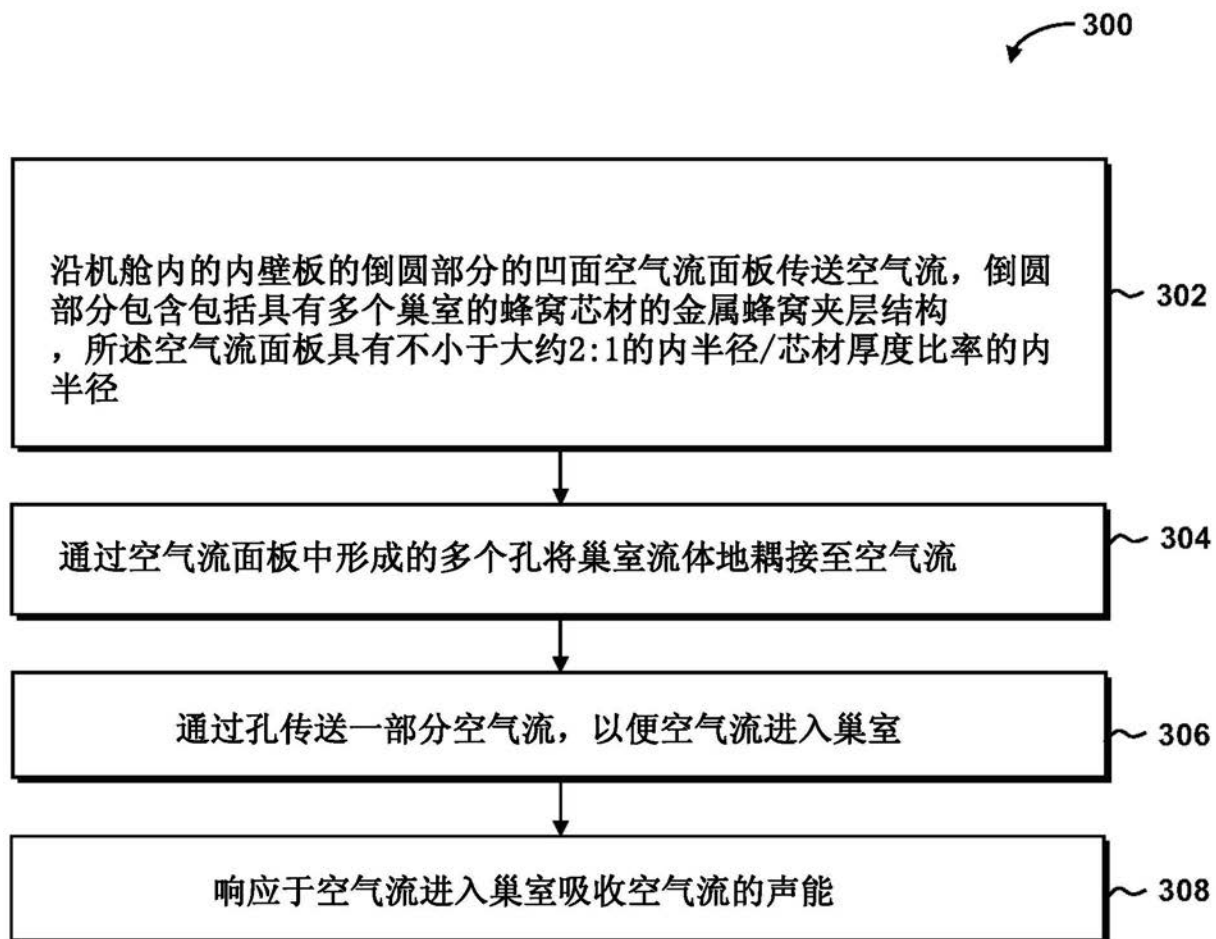 300
沿机舱内的内壁板的倒圆部分的凹面空气流面板传送空气流，倒圆
部分包含包括具有多个巢室的蜂窝芯材的金属蜂窝夹层结构
，所述空气流面板具有不小于大约2:1的内半径/芯材厚度比率的内
半径
302
通过空气流面板中形成的多个孔将巢室流体地耦接至空气流
304
通过孔传送一部分空气流，以便空气流进入巢室
306
响应于空气流进入巢室吸收空气流的声能
308